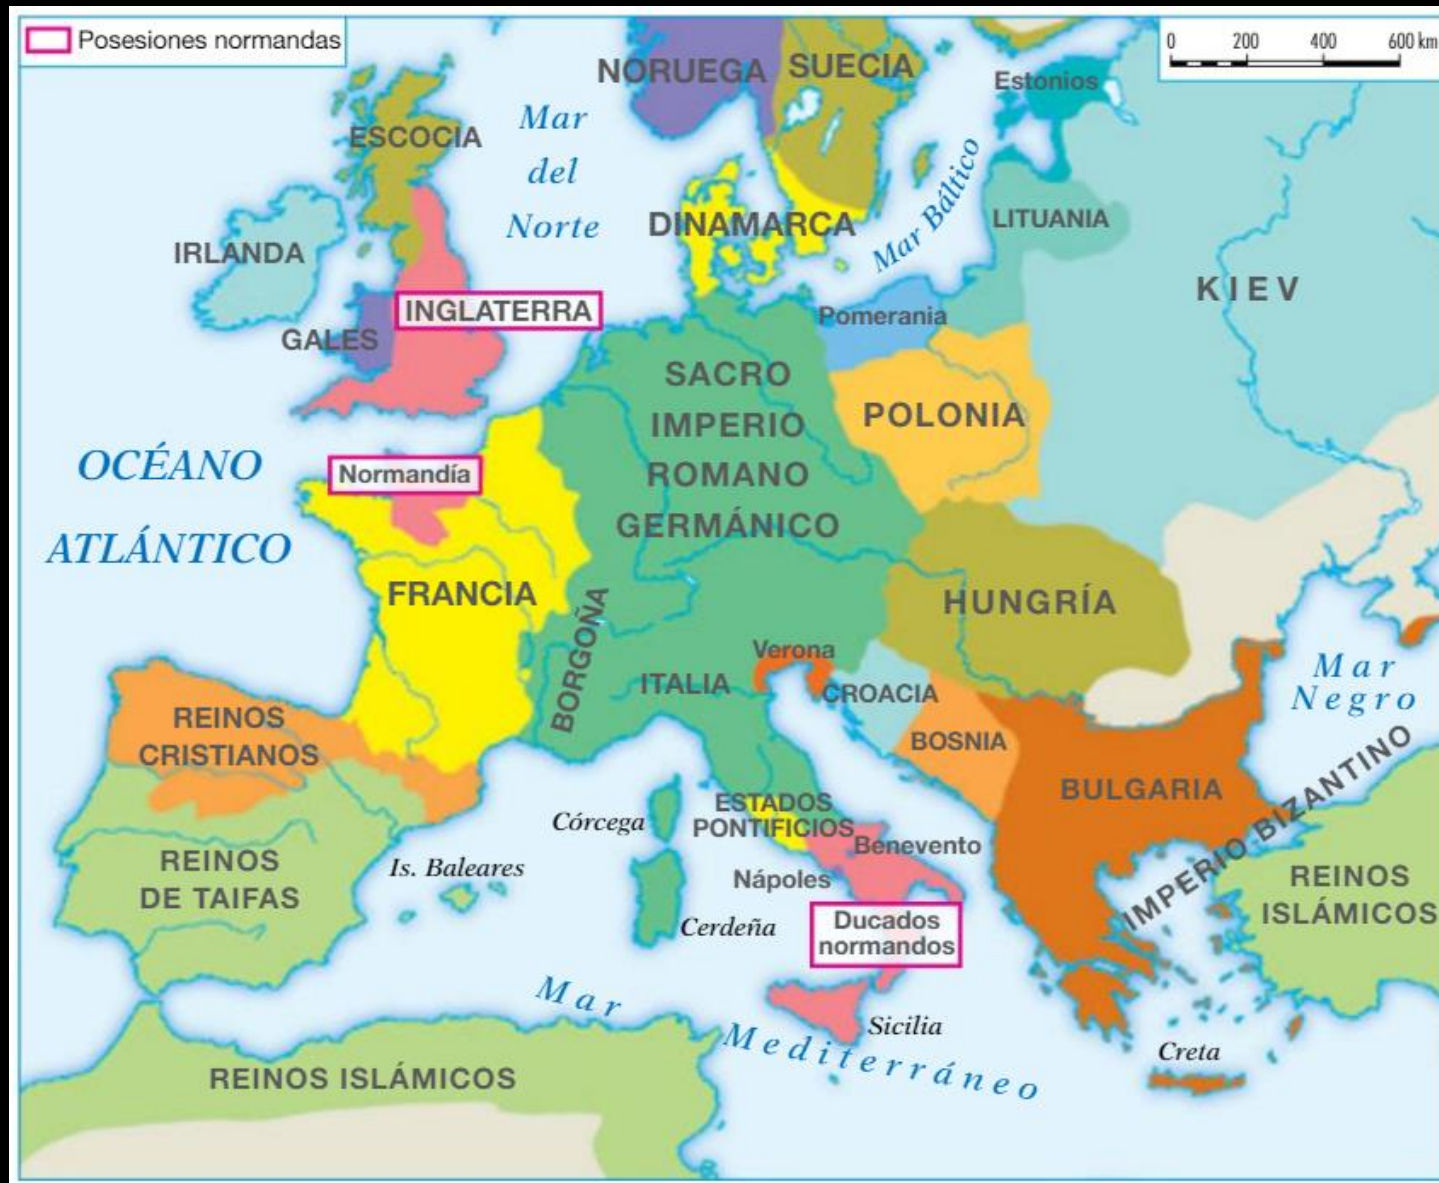 Posesiones normandas
0 200 400 600 km
NORUEGA
SUECIA
Estonios
ESCOCIA
Mar
del
Norte
DINAMARCA
Mar Báltico
LITUANIA
IRLANDA
KIEV
INGLATERRA
GALES
Pomerania
SACRO
IMPERIO
ROMANO
GERMÁNICO
POLONIA
OCÉANO
ATLÁNTICO
Normandía
FRANCIA
BORGOÑA
HUNGRÍA
Verona
ITALIA
CROACIA
Mar
Negro
REINOS
CRISTIANOS
BOSNIA
BULGARIA
IMPERIO BIZANTINO
ESTADOS
PONTIFICIOS
Córcega
Benevento
REINOS
DE TAIFAS
Is. Baleares
Nápoles
REINOS
ISLÁMICOS
Cerdeña
Ducados
normandos
Mar
Mediterráneo
Sicilia
Creta
REINOS ISLÁMICOS